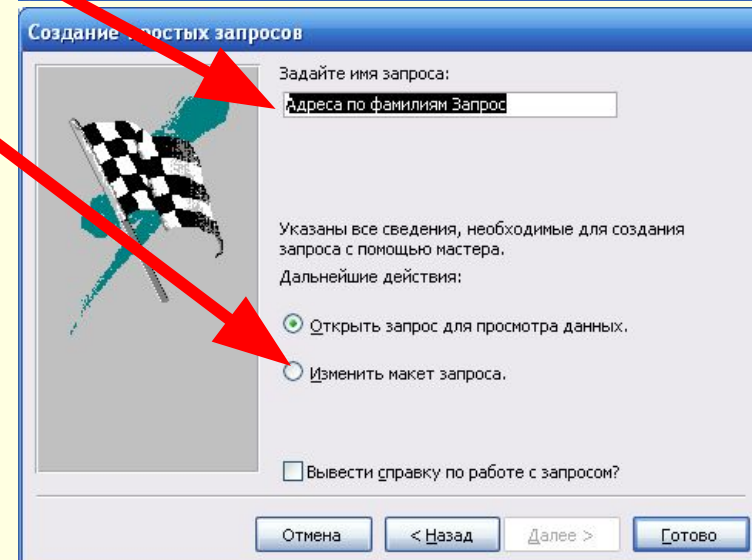 Создание простых запросов
Задайте имя запроса:
Адреса по фамилиям Запрос
Указаны все сведения, необходимые для создания
запроса с помощью мастера.
Дальнейшие действия:
Открыть запрос для просмотра данных.
Изменить макет запроса.
Вывести справку по работе с запросом?
Отмена
< Назад
Далее >
Готово